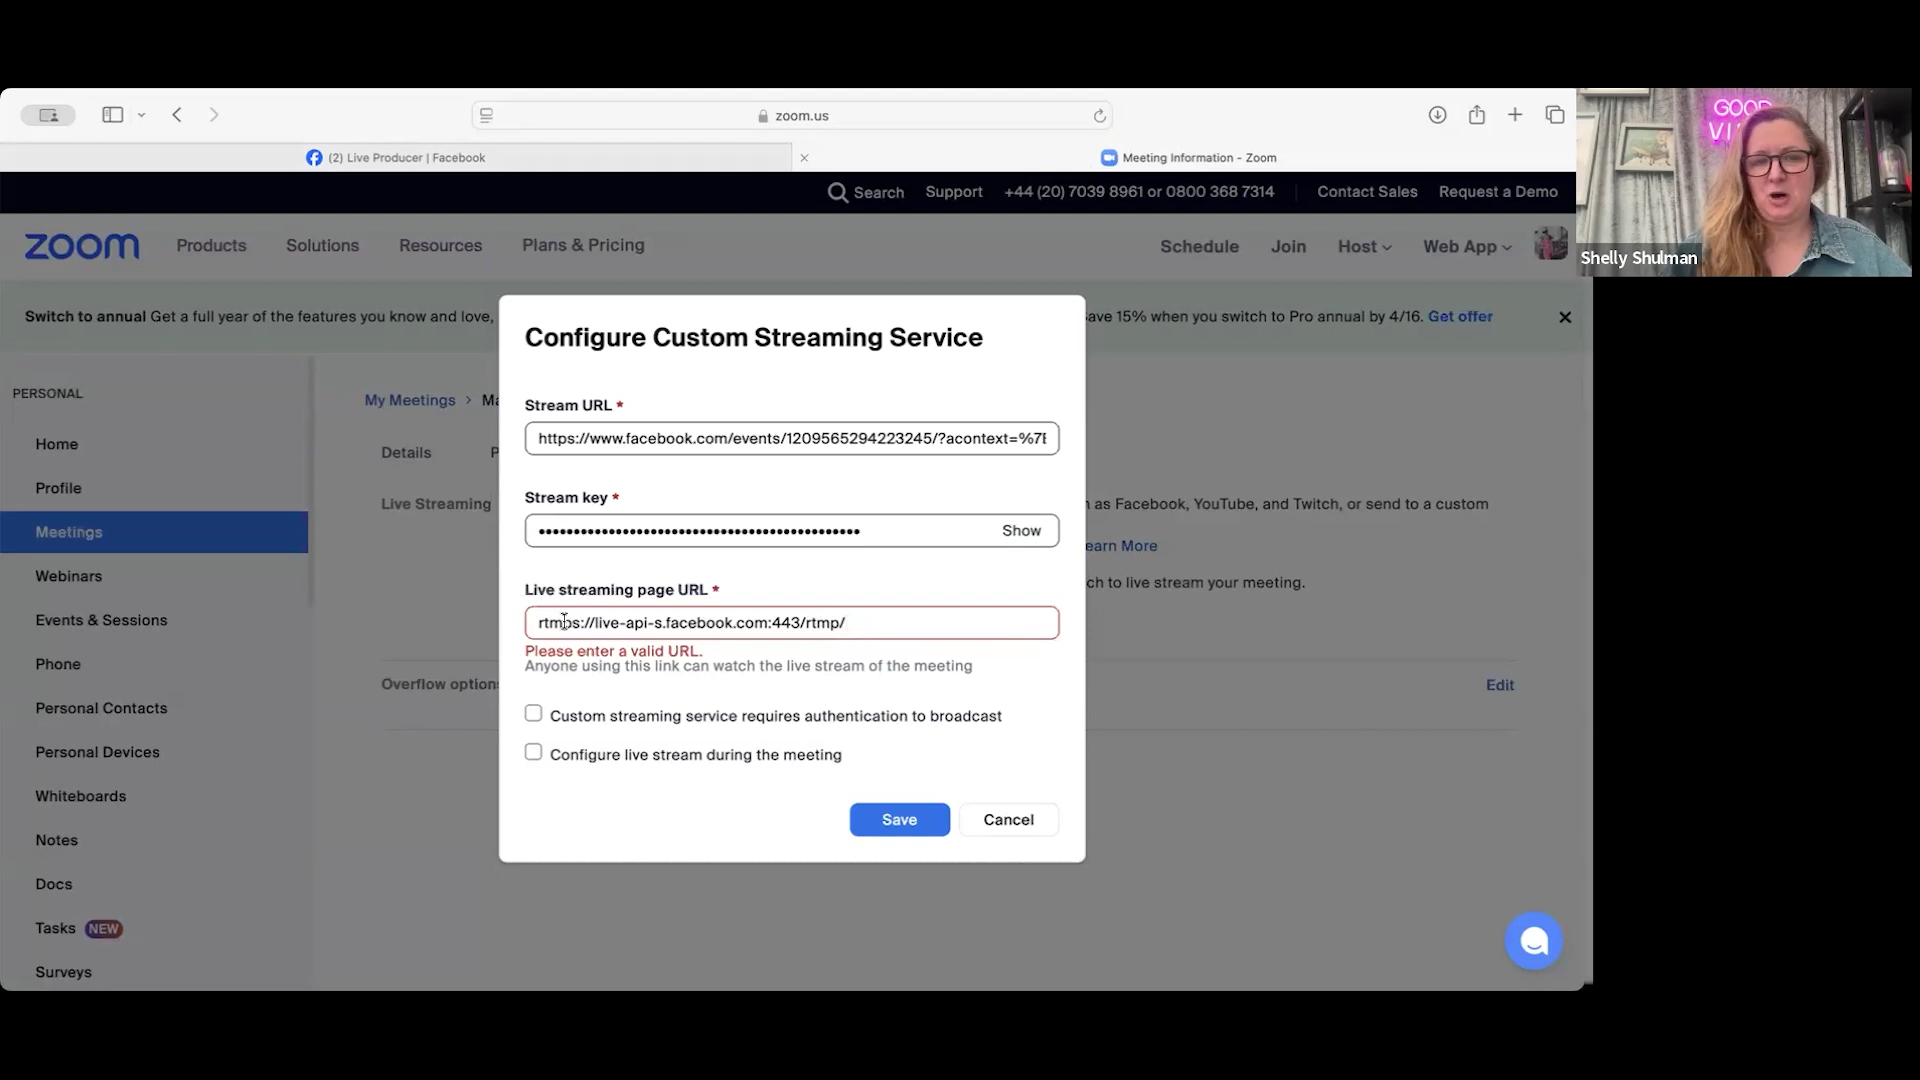 zoom.us
(2) Live Producer | Facebook
Meeting Information - Zoom
GOOD
Search Support +44 (20) 7039 8961 or 0800 368 7314 Contact Sales Request a Demo
zoom Products Solutions Resources Plans & Pricing Schedule Join Host Web App
Shelly Shulman
Switch to annual Get a full year of the features you know and love, ave 15% when you switch to Pro annual by 4/16. Get offer
Configure Custom Streaming Service
PERSONAL
Home
Profile
Meetings
Webinars
Events & Sessions
Phone
Personal Contacts
Personal Devices
Whiteboards
Notes
Docs
Tasks NEW
Surveys
My Meetings > Ma
Details P
Live Streaming
as Facebook, YouTube, and Twitch, or send to a custom
earn More
ch to live stream your meeting.
Overflow option
Edit
Stream URL *
https://www.facebook.com/events/1209565294223245/?acontext=%7B
Stream key *
Show
Live streaming page URL *
rtmps://live-api-s.facebook.com:443/rtmp/
Please enter a valid URL.
Anyone using this link can watch the live stream of the meeting
Custom streaming service requires authentication to broadcast
Configure live stream during the meeting
Save Cancel